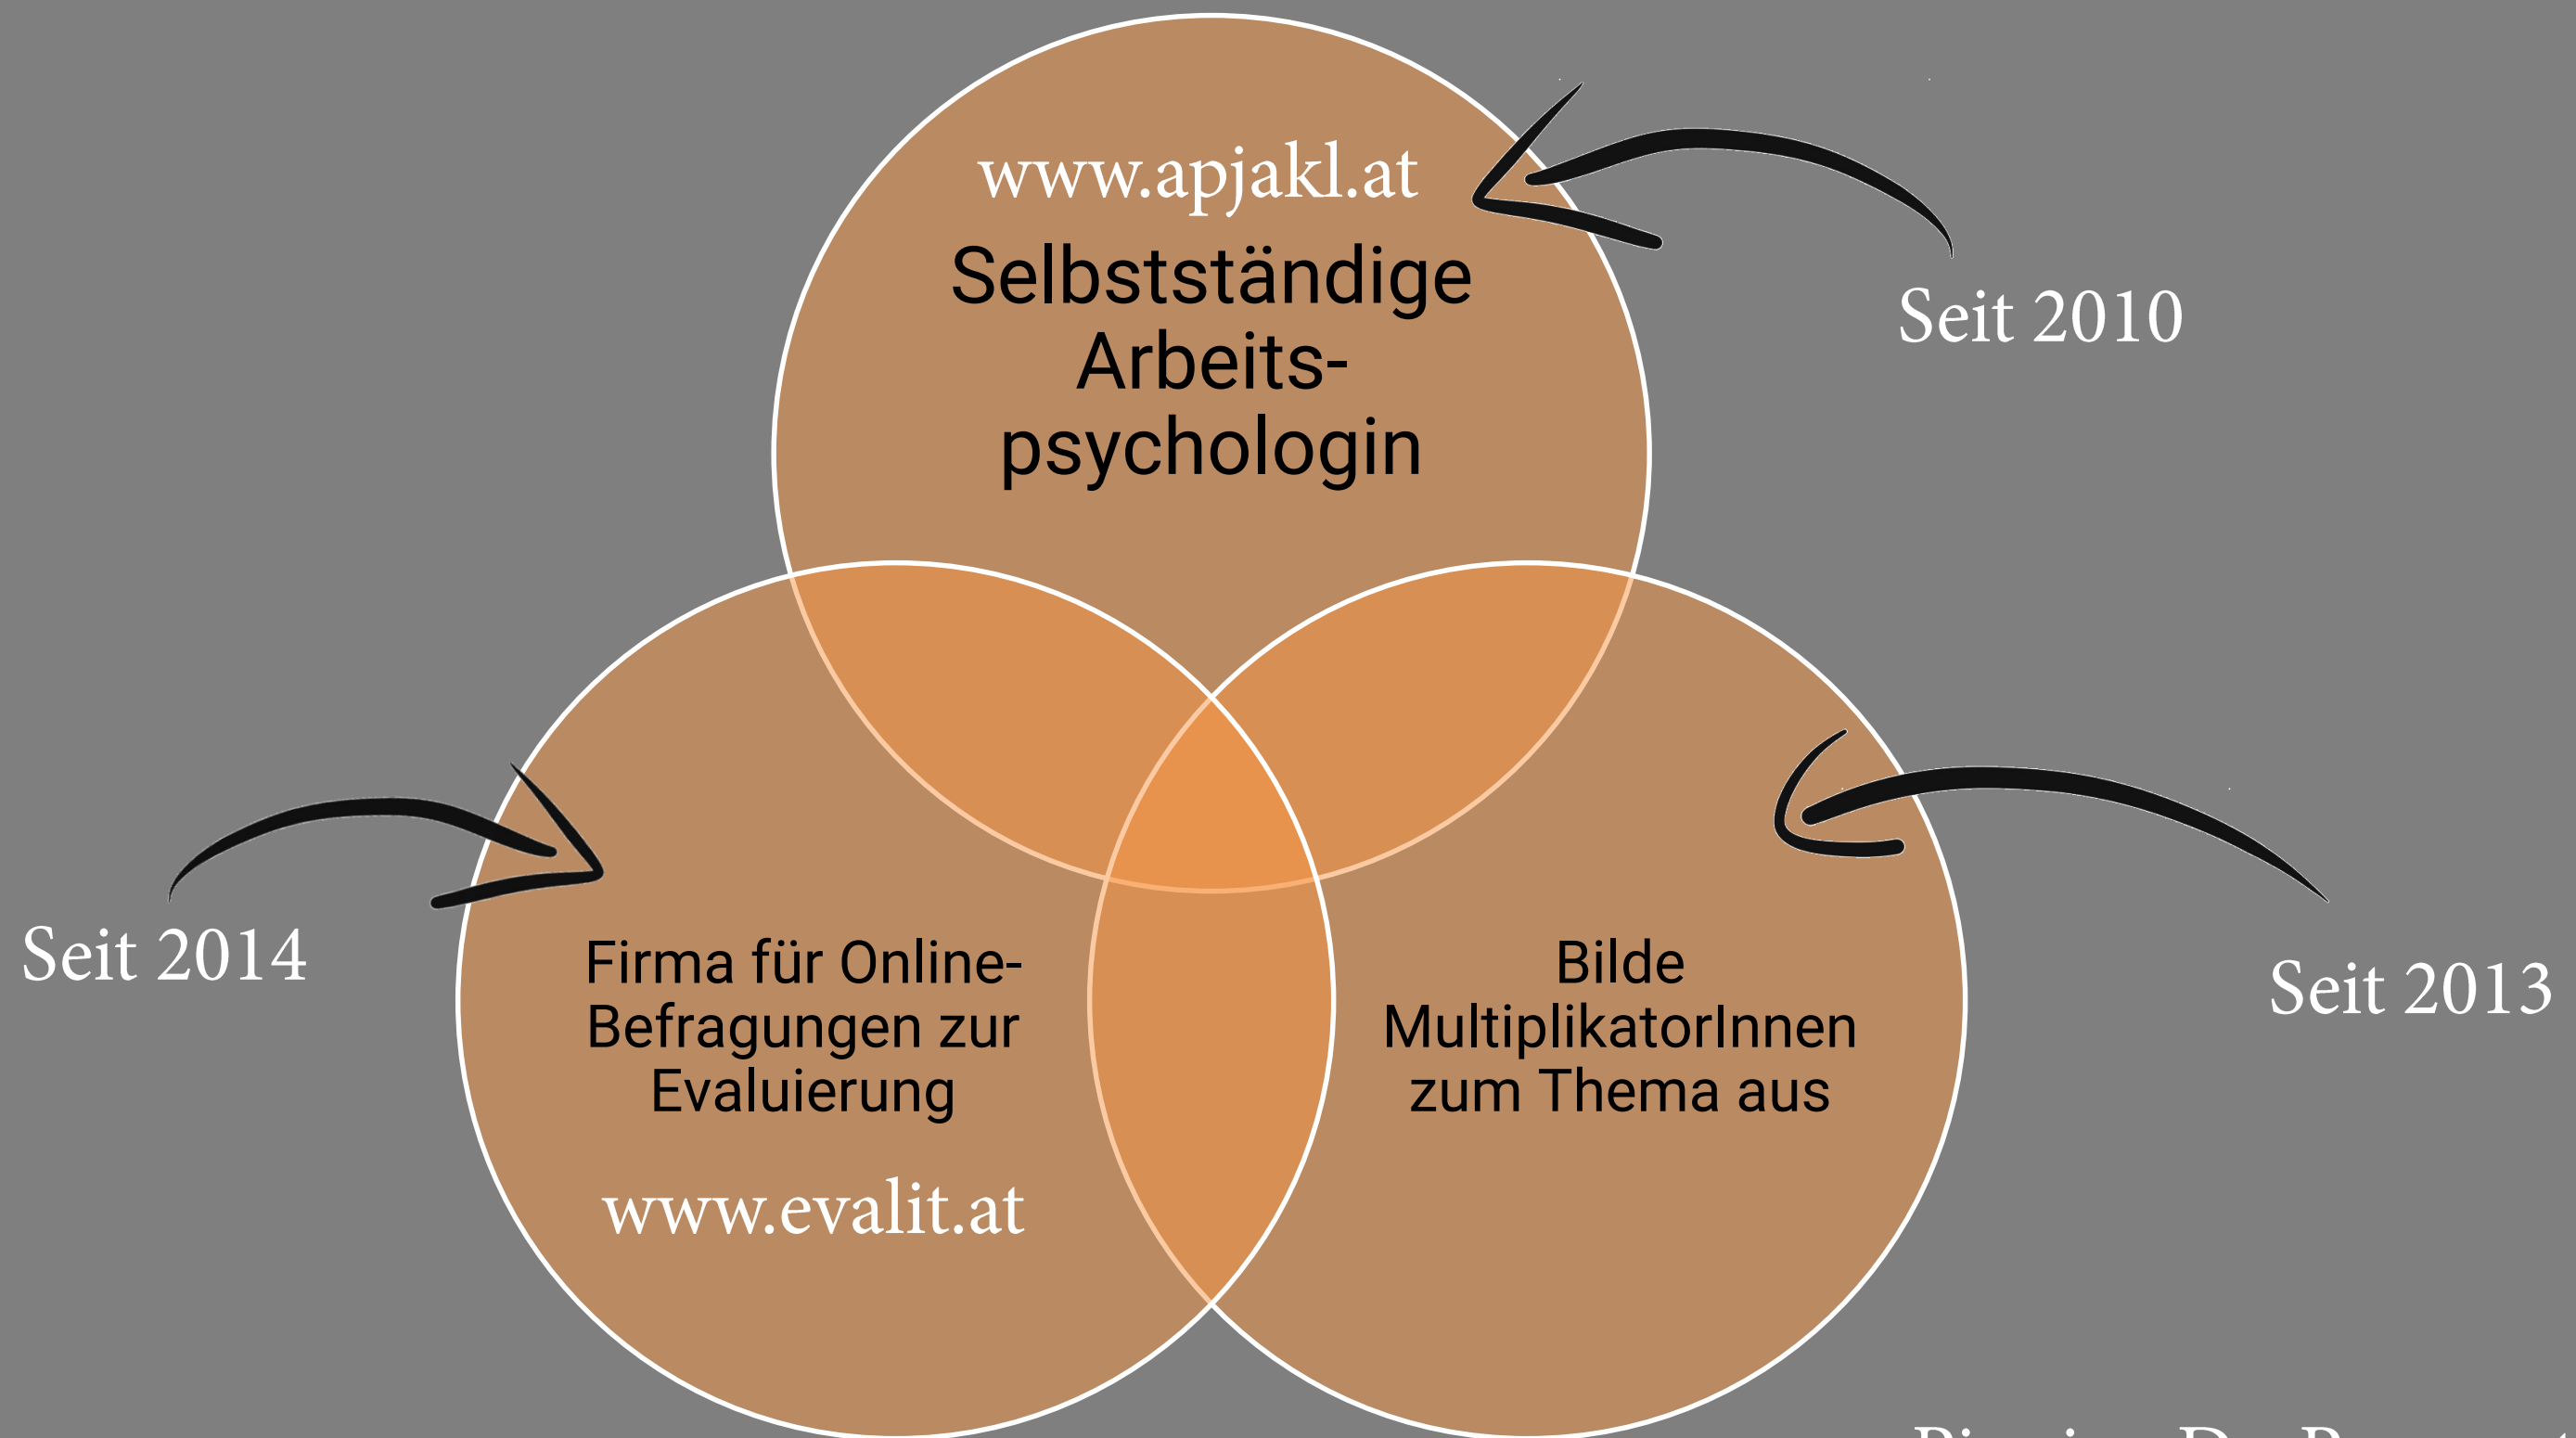 www.apjakl.at
Selbstständige
Arbeits-
psychologin
Seit 2010
Seit 2014
Firma für Online-
Befragungen zur
Evaluierung
www.evalit.at
Bilde
MultiplikatorInnen
zum Thema aus
Seit 2013